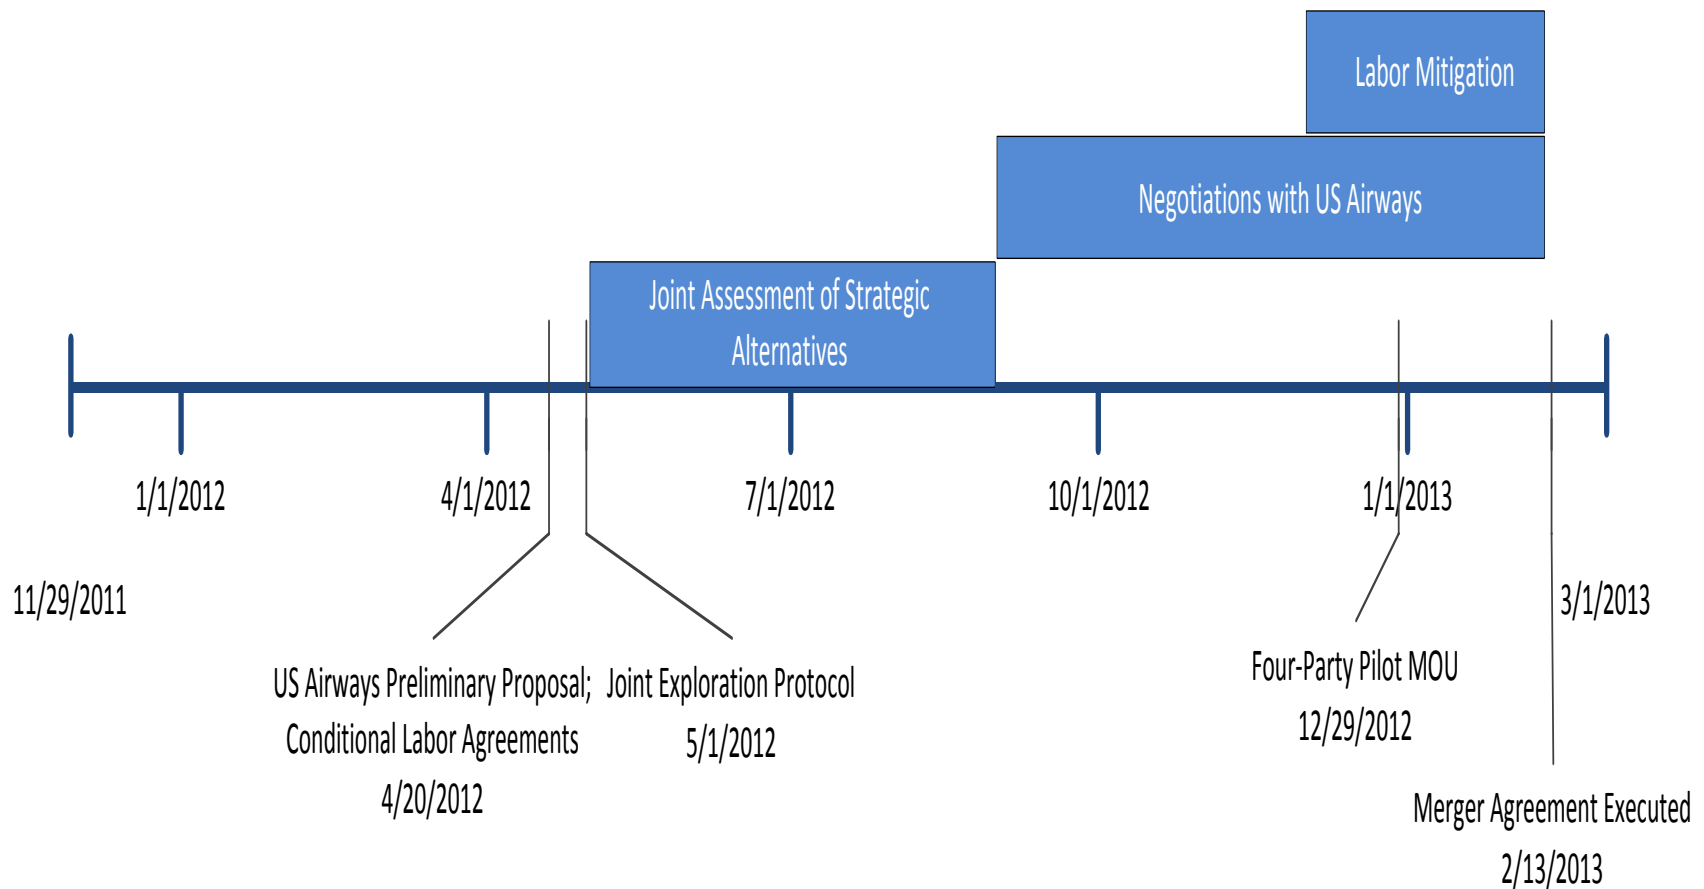 Labor Mitigation
Negotiations with US Airways
Joint Assessment of Strategic
Alternatives
1/1/2012
4/1/2012
7/1/2012
10/1/2012
1/1/2013
11/29/2011
3/1/2013
US Airways Preliminary Proposal;
Conditional Labor Agreements
4/20/2012
Joint Exploration Protocol
5/1/2012
Four-Party Pilot MOU
12/29/2012
Merger Agreement Executed
2/13/2013